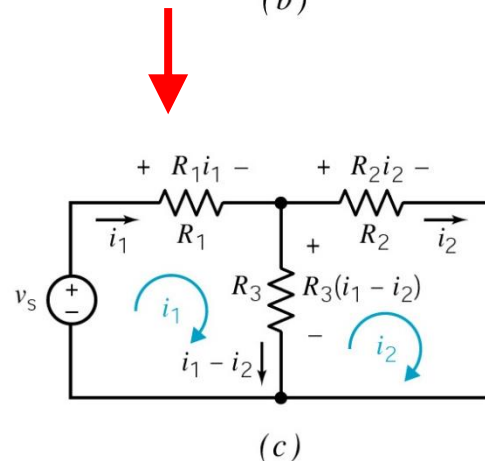 (b)
+ R₁i₁ −
+ R₂i₂ −
i₁
R₁
+
R₂
i₂
vₛ
+
−
i₁
R₃
R₃(i₁ − i₂)
−
i₂
i₁ − i₂
(c)